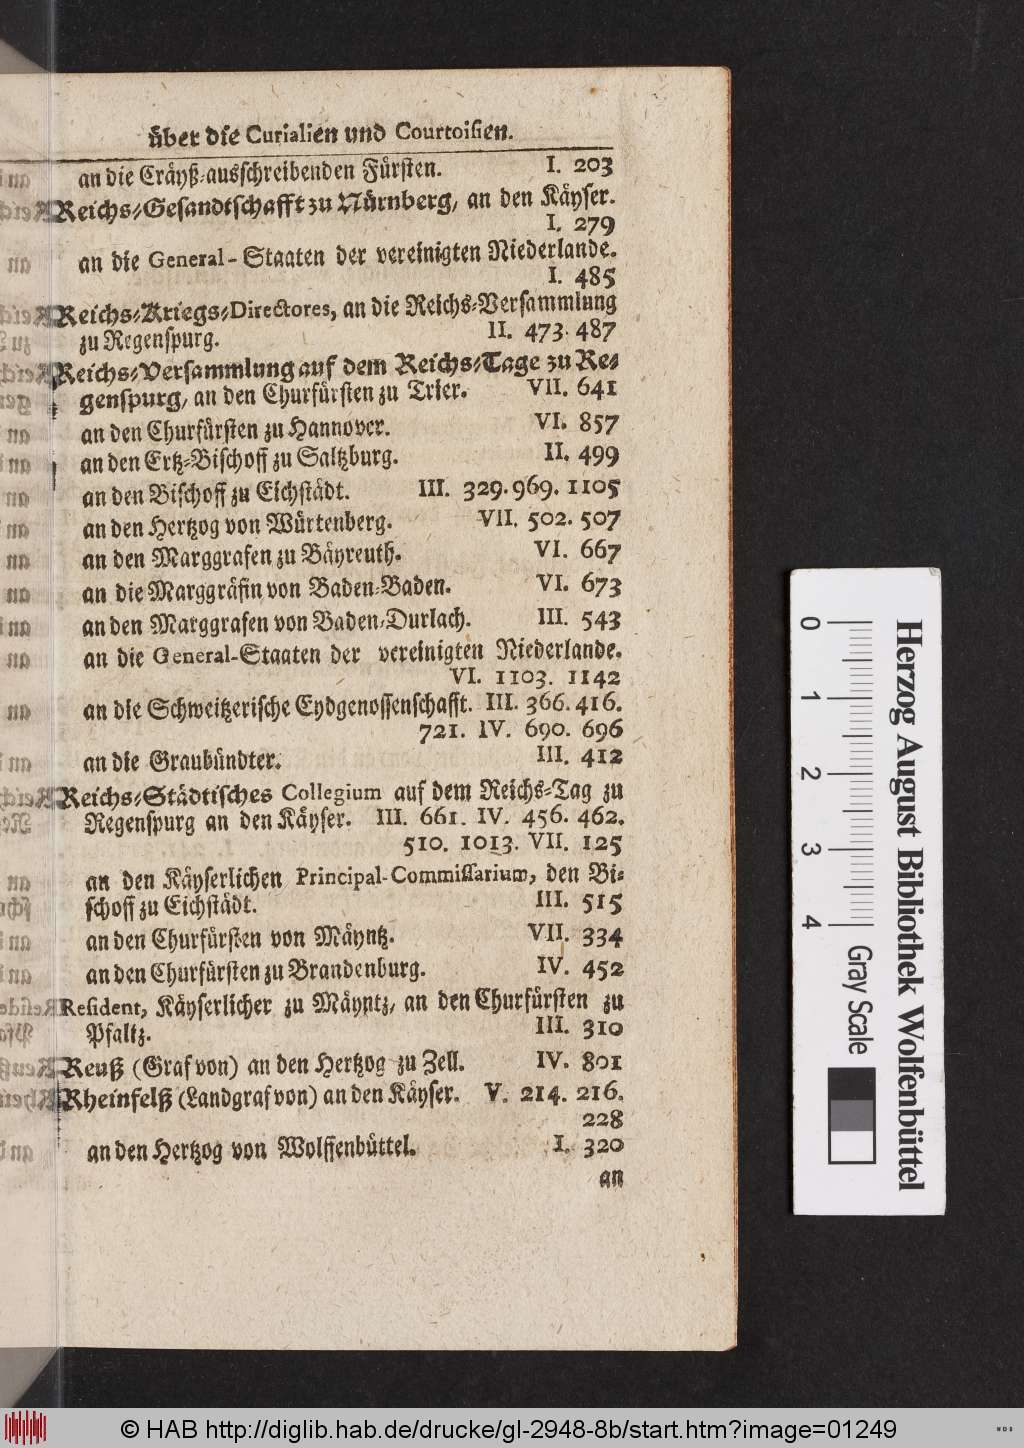 über die Curialien und Courtoisien.
an die Cräyß-ausschreibenden Fürsten. I. 203
Reichs-Gesandtschafft zu Nürnberg, an den Käyser.
I. 279
an die General-Staaten der vereinigten Niederlande.
I. 485
Reichs-Kriegs-Directores, an die Reichs-Versammlung
zu Regenspurg. II. 473. 487
Reichs-Versammlung auf dem Reichs-Tage zu Re-
genspurg, an den Churfürsten zu Trier. VII. 641
an den Churfürsten zu Hannover. VI. 857
an den Ertz-Bischoff zu Saltzburg. II. 499
an den Bischoff zu Eichstädt. III. 329. 969. 1105
an den Hertzog von Würtenberg. VII. 502. 507
an den Marggrafen zu Bäyreuth. VI. 667
an die Marggräfin von Baden-Baden. VI. 673
an den Marggrafen von Baden-Durlach. III. 543
an die General-Staaten der vereinigten Niederlande.
VI. 1103. 1142
an die Schweitzerische Eydgenossenschafft. III. 366. 416.
721. IV. 690. 696
an die Graubündter. III. 412
Reichs-Städtisches Collegium auf dem Reichs-Tag zu
Regenspurg an den Käyser. III. 661. IV. 456. 462.
510. 1013. VII. 125
an den Käyserlichen Principal-Commissarium, den Bi-
schoff zu Eichstädt. III. 515
an den Churfürsten von Mäyntz. VII. 334
an den Churfürsten zu Brandenburg. IV. 452
Resident, Käyserlicher zu Mäyntz, an den Churfürsten zu
Pfaltz. III. 310
Reuß (Graf von) an den Hertzog zu Zell. IV. 801
Rheinfelß (Landgraf von) an den Käyser. V. 214. 216.
228
an den Hertzog von Wolffenbüttel. I. 320
an
0 1 2 3 4
Gray Scale
Herzog August Bibliothek Wolfenbüttel
© HAB http://diglib.hab.de/drucke/gl-2948-8b/start.htm?image=01249